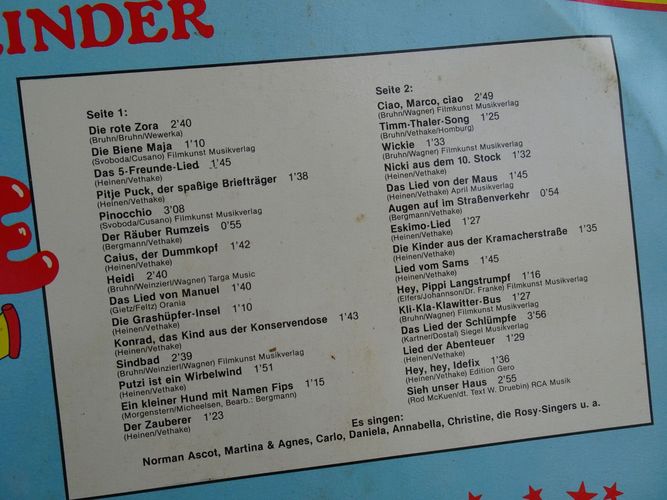 KINDER
Seite 1:
Die rote Zora 2'40
(Bruhn/Bruhn/Wewerka)
Die Biene Maja 1'10
(Svoboda/Cusano) Filmkunst Musikverlag
Das 5-Freunde-Lied 1'45
(Heinen/Vethake)
Pitje Puck, der spaßige Briefträger 1'38
(Heinen/Vethake)
Pinocchio 3'08
(Svoboda/Cusano) Filmkunst Musikverlag
Der Räuber Rumzeis 0'55
(Bergmann/Vethake)
Caius, der Dummkopf 1'42
(Heinen/Vethake)
Heidi 2'40
(Bruhn/Weinzierl/Wagner) Targa Music
Das Lied von Manuel 1'40
(Gietz/Feltz) Orania
Die Grashüpfer-Insel 1'10
(Heinen/Vethake)
Konrad, das Kind aus der Konservendose 1'43
(Heinen/Vethake)
Sindbad 2'39
(Bruhn/Weinzierl/Wagner) Filmkunst Musikverlag
Putzi ist ein Wirbelwind 1'51
(Heinen/Vethake)
Ein kleiner Hund mit Namen Fips 1'15
(Morgenstern/Micheelsen, Bearb.: Bergmann)
Der Zauberer 1'23
(Heinen/Vethake)
Seite 2:
Ciao, Marco, ciao 2'49
(Bruhn/Wagner) Filmkunst Musikverlag
Timm-Thaler-Song 1'25
(Bruhn/Vethake/Homburg)
Wickie 1'33
(Bruhn/Wagner) Filmkunst Musikverlag
Nicki aus dem 10. Stock 1'32
(Heinen/Vethake)
Das Lied von der Maus 1'45
(Heinen/Vethake) April Musikverlag
Augen auf im Straßenverkehr 0'54
(Bergmann/Vethake)
Eskimo-Lied 1'27
(Heinen/Vethake)
Die Kinder aus der Kramacherstraße 1'35
(Heinen/Vethake)
Lied vom Sams 1'45
(Heinen/Vethake)
Hey, Pippi Langstrumpf 1'16
(Elfers/Johannson/Dr. Franke) Filmkunst Musikverlag
Kli-Kla-Klawitter-Bus 1'27
(Bruhn/Wagner) Filmkunst Musikverlag
Das Lied der Schlümpfe 3'56
(Kartner/Dostal) Siegel Musikverlag
Lied der Abenteuer 1'29
(Heinen/Vethake)
Hey, hey, Idefix 1'36
(Heinen/Vethake) Edition Gero
Sieh unser Haus 2'55
(Rod McKuen/dt. Text W. Druebin) RCA Musik
Es singen:
Norman Ascot, Martina & Agnes, Carlo, Daniela, Annabella, Christine, die Rosy-Singers u. a.
E